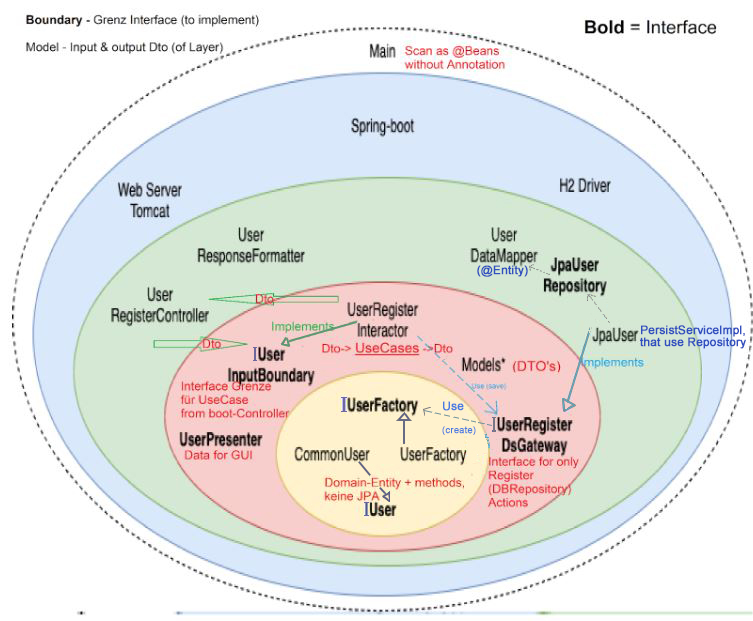 Boundary - Grenz Interface (to implement)
Bold = Interface
Model - Input & output Dto (of Layer)
Main
Scan as @Beans
without Annotation
Spring-boot
Web Server
Tomcat
H2 Driver
User
ResponseFormatter
User
DataMapper
(@Entity)
JpaUser
Repository
User
RegisterController
Dto
UserRegister
Interactor
Implements
Dto
JpaUser
PersistServiceImpl,
that use Repository
Dto-> UseCases ->Dto
IUser
InputBoundary
Models* (DTO's)
Implements
Interface Grenze
für UseCase
from boot-Controller
Use (save)
IUserFactory
Use
(create)
IUserRegister
DsGateway
UserPresenter
Data for GUI
CommonUser
UserFactory
Interface for only
Register
(DBRepository)
Actions
Domain-Entity + methods,
keine JPA
IUser